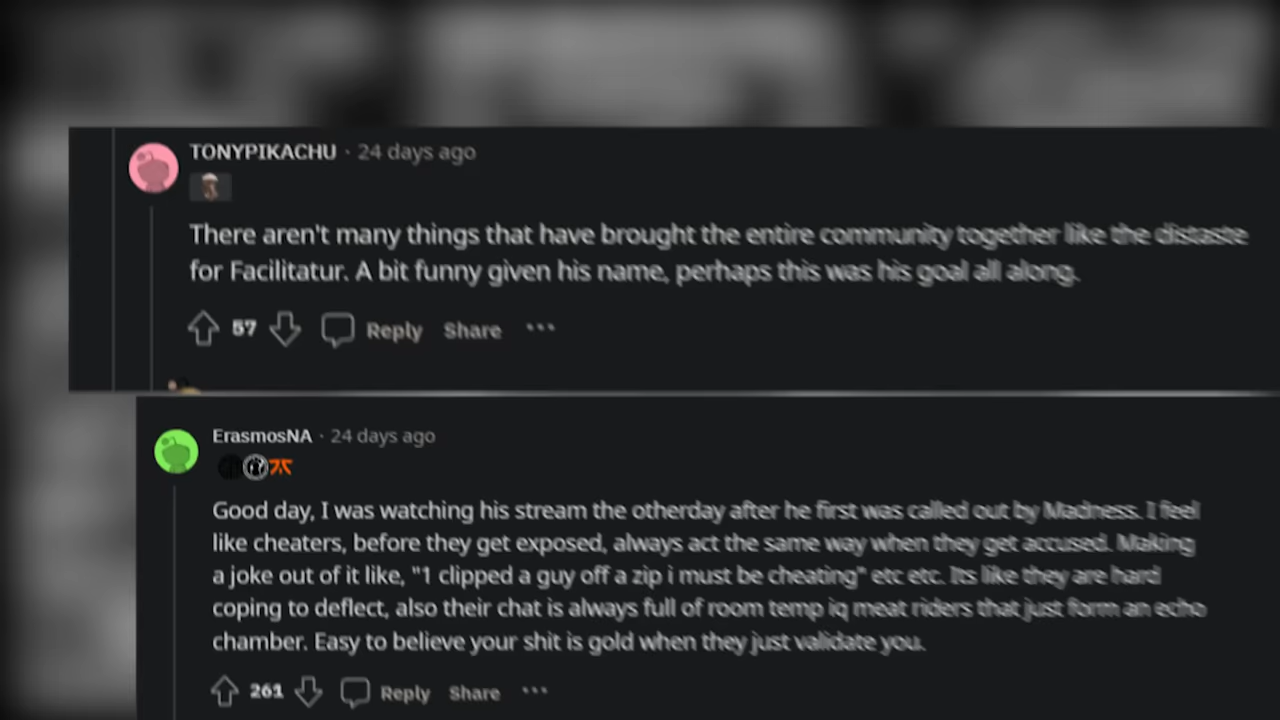 TONYPIKACHU · 24 days ago
There aren't many things that have brought the entire community together like the distaste
for Facilitatur. A bit funny given his name, perhaps this was his goal all along.
57 Reply Share ...
ErasmosNA · 24 days ago
Good day, I was watching his stream the otherday after he first was called out by Madness. I feel
like cheaters, before they get exposed, always act the same way when they get accused. Making
a joke out of it like, "1 clipped a guy off a zip i must be cheating" etc etc. Its like they are hard
coping to deflect, also their chat is always full of room temp iq meat riders that just form an echo
chamber. Easy to believe your shit is gold when they just validate you.
261 Reply Share ...